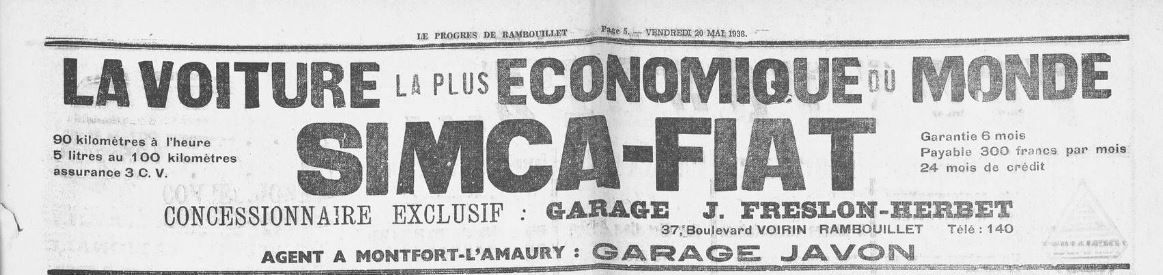 LE PROGRES DE RAMBOUILLET Page 5. — VENDREDI 20 MAI 1938.
LA VOITURE LA PLUS ECONOMIQUE DU MONDE
SIMCA-FIAT
90 kilomètres à l'heure
5 litres au 100 kilomètres
assurance 3 C. V.
Garantie 6 mois
Payable 300 francs par mois
24 mois de crédit
CONCESSIONNAIRE EXCLUSIF : GARAGE J. FRESLON-HERBET
37, Boulevard VOIRIN RAMBOUILLET Télé : 140
AGENT A MONTFORT-L'AMAURY : GARAGE JAVON